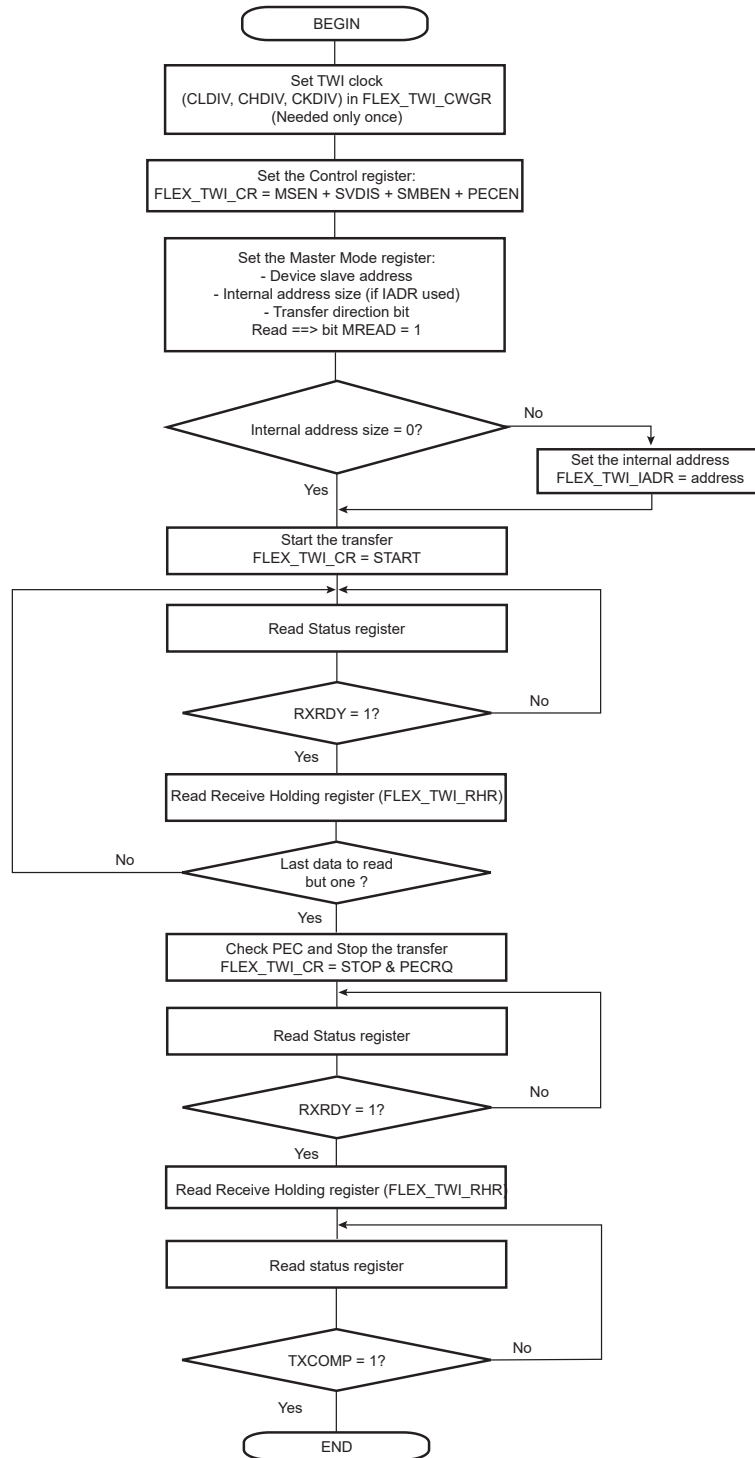 BEGIN
Set TWI clock
(CLDIV, CHDIV, CKDIV) in FLEX_TWI_CWGR
(Needed only once)
Set the Control register:
FLEX_TWI_CR = MSEN + SVDIS + SMBEN + PECEN
Set the Master Mode register:
- Device slave address
- Internal address size (if IADR used)
- Transfer direction bit
Read ==> bit MREAD = 1
Internal address size = 0?
No
Set the internal address
FLEX_TWI_IADR = address
Yes
Start the transfer
FLEX_TWI_CR = START
Read Status register
RXRDY = 1?
No
Yes
Read Receive Holding register (FLEX_TWI_RHR)
No
Last data to read
but one ?
Yes
Check PEC and Stop the transfer
FLEX_TWI_CR = STOP & PECRQ
Read Status register
RXRDY = 1?
No
Yes
Read Receive Holding register (FLEX_TWI_RHR)
Read status register
TXCOMP = 1?
No
Yes
END